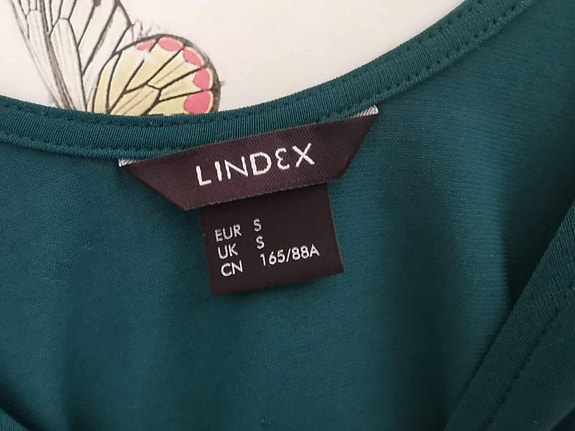 LINDEX
EUR S
UK S
CN 165/88A